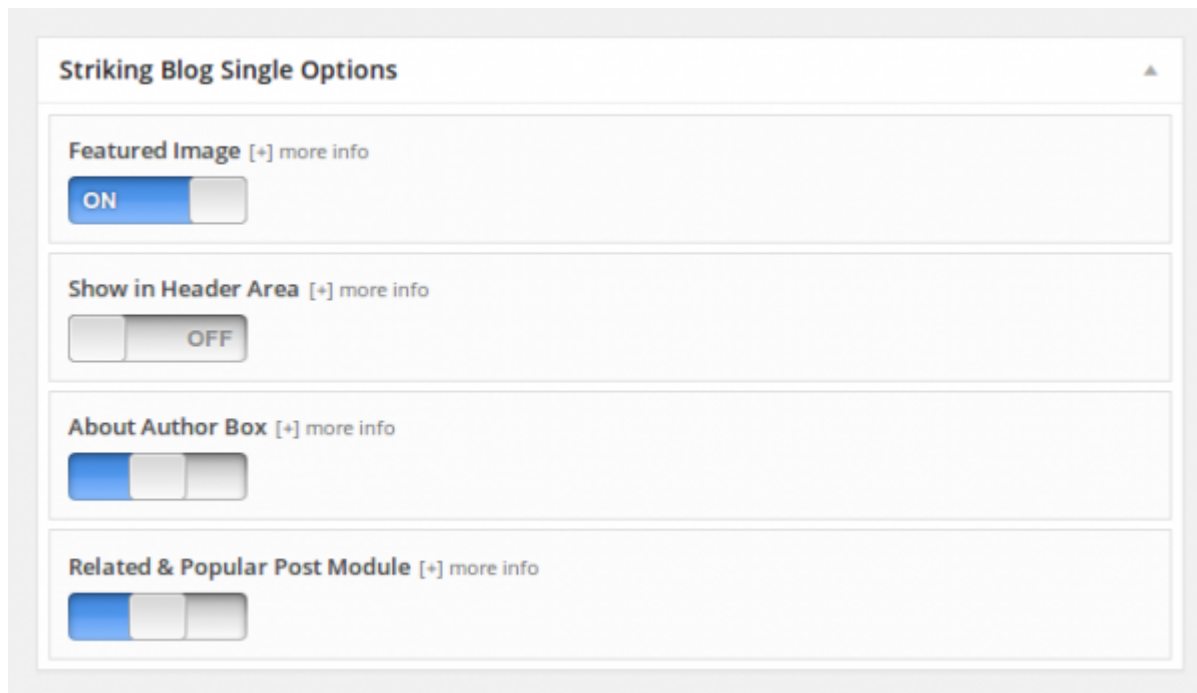 Striking Blog Single Options
Featured Image [+] more info
ON
Show in Header Area [+] more info
OFF
About Author Box [+] more info
Related & Popular Post Module [+] more info